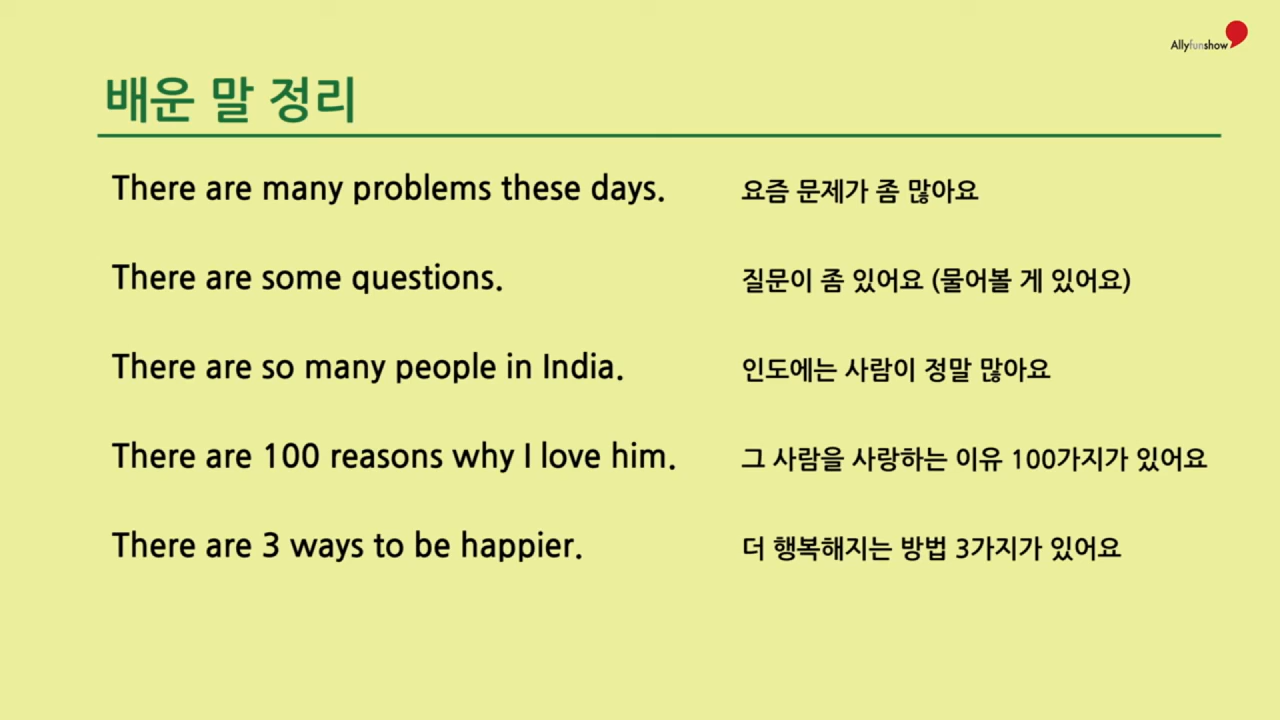 Allyfunshow
배운 말 정리
There are many problems these days. 요즘 문제가 좀 많아요
There are some questions. 질문이 좀 있어요 (물어볼 게 있어요)
There are so many people in India. 인도에는 사람이 정말 많아요
There are 100 reasons why I love him. 그 사람을 사랑하는 이유 100가지가 있어요
There are 3 ways to be happier. 더 행복해지는 방법 3가지가 있어요